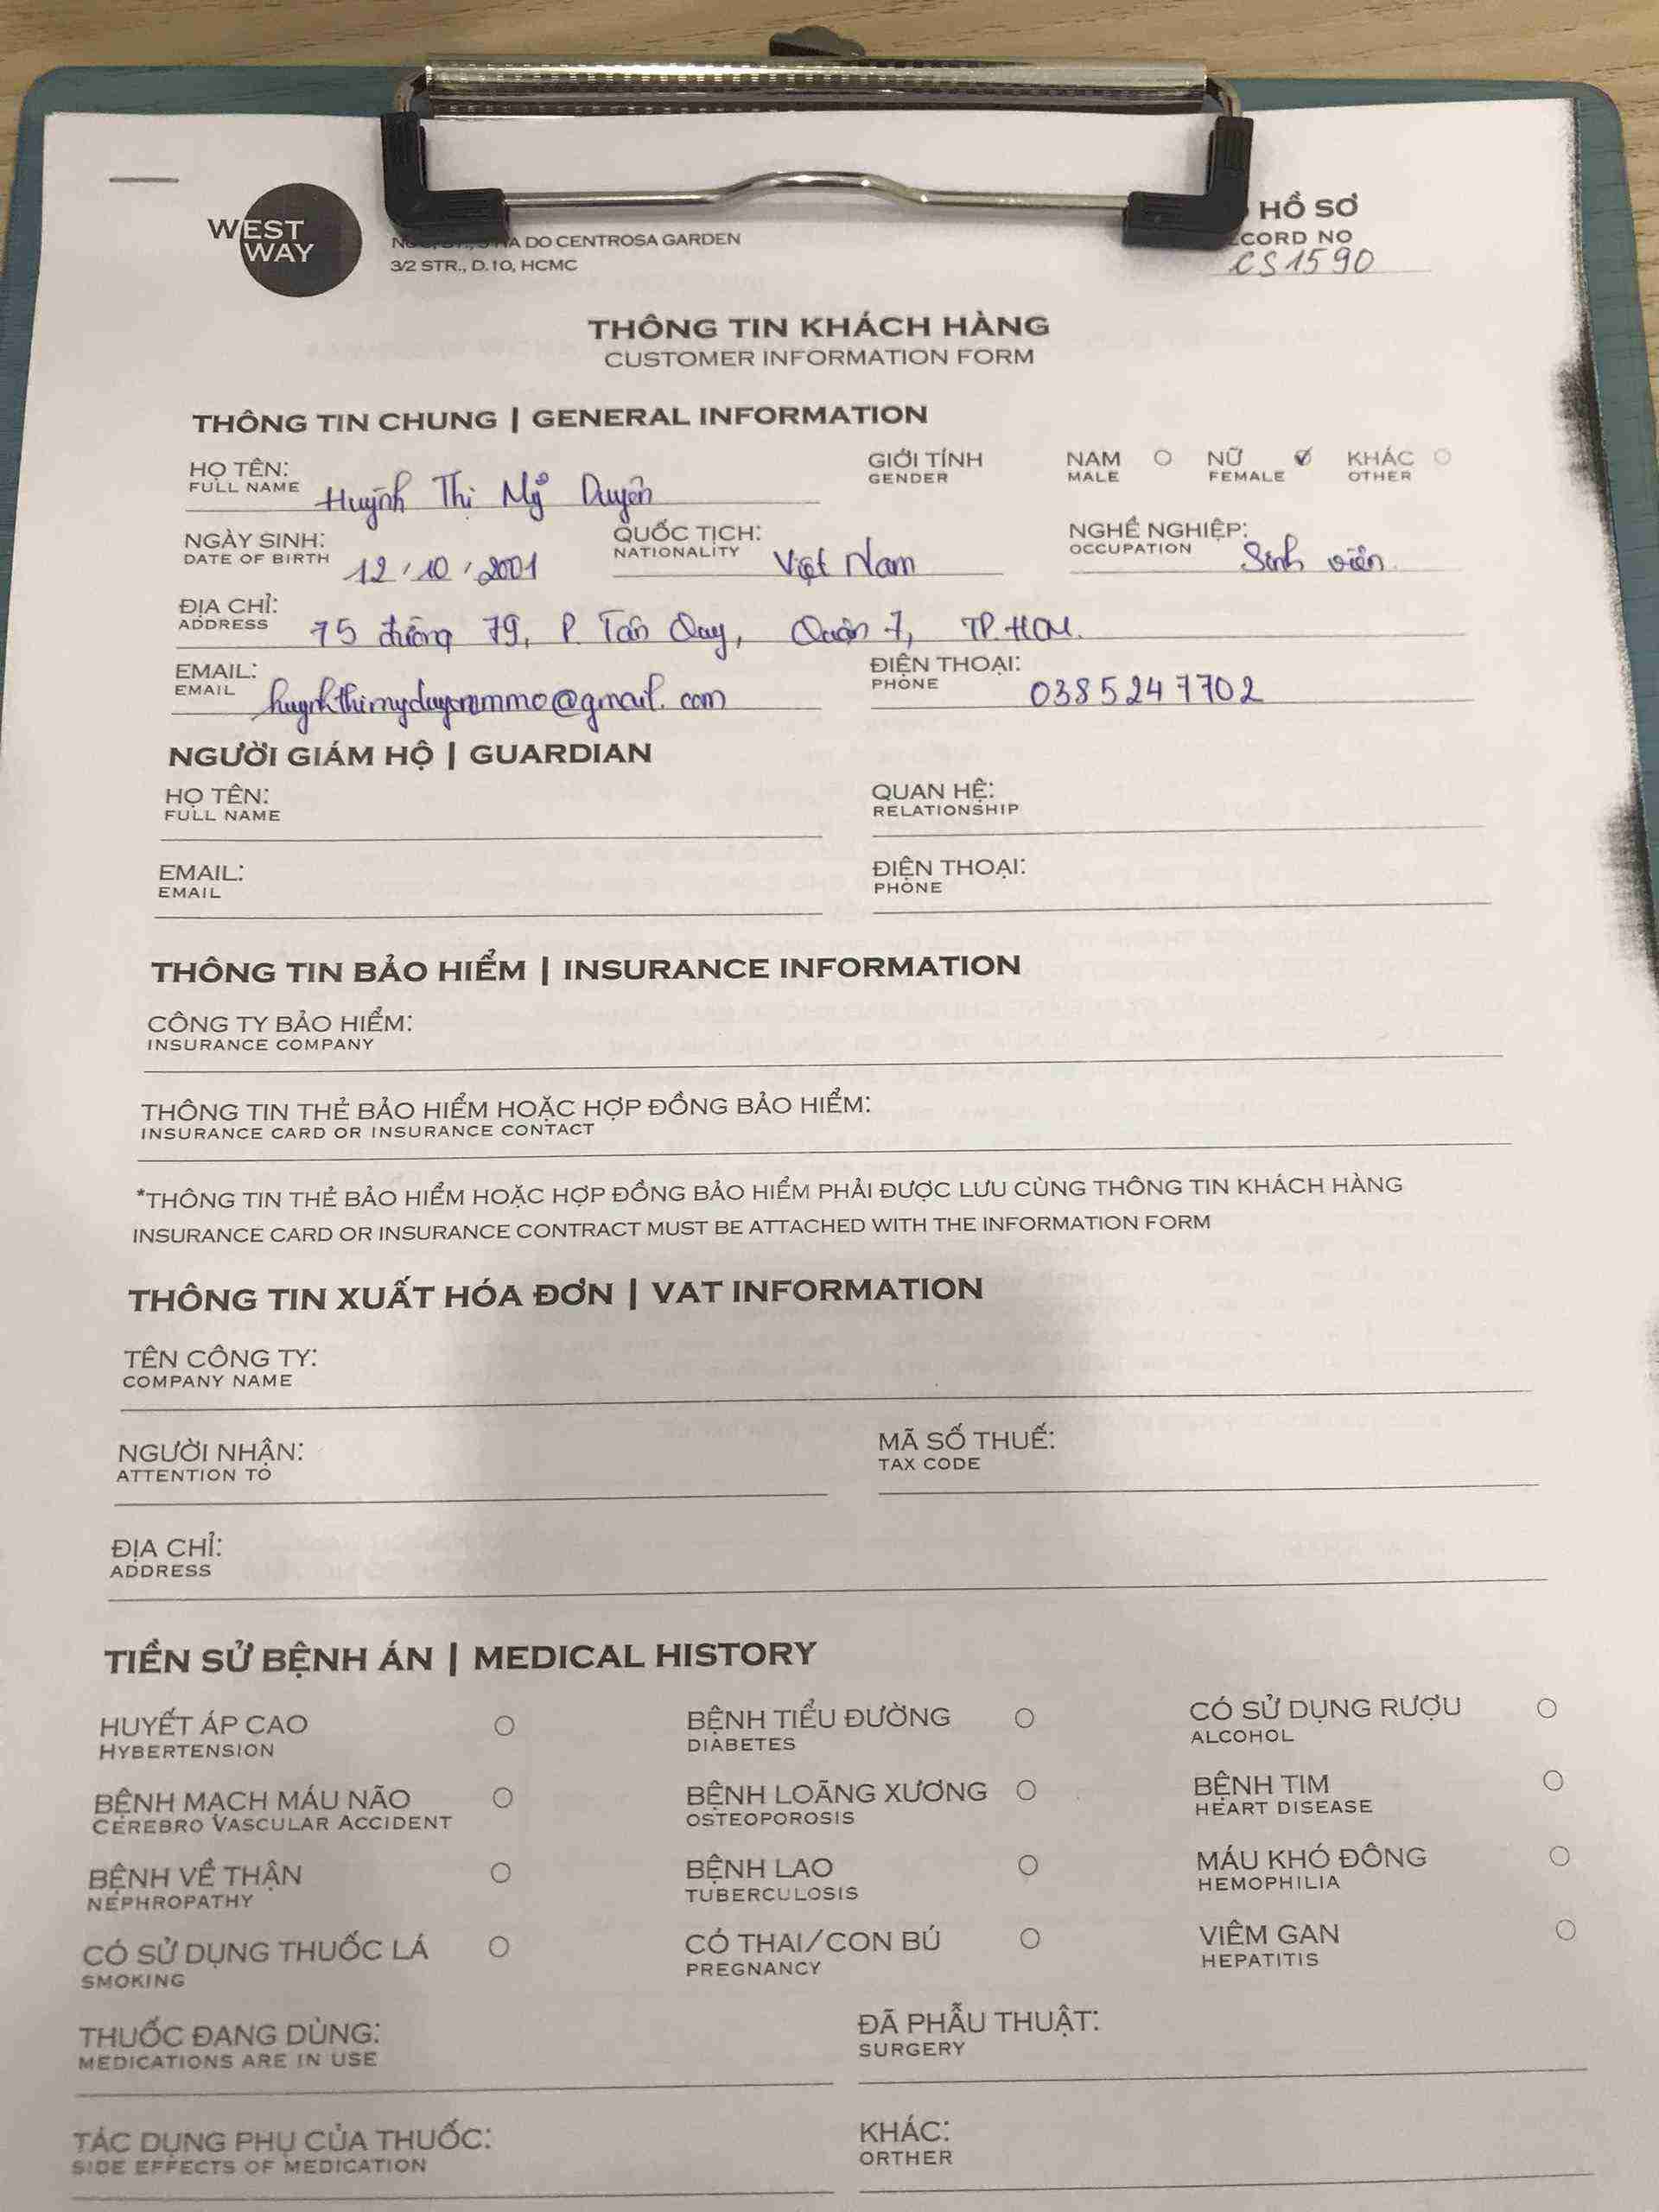 WEST
WAY
HA DO CENTROSA GARDEN
3/2 STR., D.10, HCMC
HỒ SƠ
CORD NO
CS1590
THÔNG TIN KHÁCH HÀNG
CUSTOMER INFORMATION FORM
THÔNG TIN CHUNG | GENERAL INFORMATION
HỌ TÊN: Huỳnh Thị Mỹ Duyên GIỚI TÍNH NAM NỮ KHÁC
FULL NAME GENDER MALE FEMALE OTHER
NGÀY SINH: 12/10/2001 QUỐC TỊCH: Việt Nam NGHỀ NGHIỆP: Sinh viên
DATE OF BIRTH NATIONALITY OCCUPATION
ĐỊA CHỈ: 75 đường 79, P. Tân Quy, Quận 7, TP.HCM.
ADDRESS
EMAIL: huynhthimyduyenmmo@gmail.com ĐIỆN THOẠI: 0385247702
EMAIL PHONE
NGƯỜI GIÁM HỘ | GUARDIAN
HỌ TÊN: QUAN HỆ:
FULL NAME RELATIONSHIP
EMAIL: ĐIỆN THOẠI:
EMAIL PHONE
THÔNG TIN BẢO HIỂM | INSURANCE INFORMATION
CÔNG TY BẢO HIỂM:
INSURANCE COMPANY
THÔNG TIN THẺ BẢO HIỂM HOẶC HỢP ĐỒNG BẢO HIỂM:
INSURANCE CARD OR INSURANCE CONTACT
*THÔNG TIN THẺ BẢO HIỂM HOẶC HỢP ĐỒNG BẢO HIỂM PHẢI ĐƯỢC LƯU CÙNG THÔNG TIN KHÁCH HÀNG
INSURANCE CARD OR INSURANCE CONTRACT MUST BE ATTACHED WITH THE INFORMATION FORM
THÔNG TIN XUẤT HÓA ĐƠN | VAT INFORMATION
TÊN CÔNG TY:
COMPANY NAME
NGƯỜI NHẬN: MÃ SỐ THUẾ:
ATTENTION TO TAX CODE
ĐỊA CHỈ:
ADDRESS
TIỀN SỬ BỆNH ÁN | MEDICAL HISTORY
HUYẾT ÁP CAO BỆNH TIỂU ĐƯỜNG CÓ SỬ DỤNG RƯỢU
HYBERTENSION DIABETES ALCOHOL
BỆNH MẠCH MÁU NÃO BỆNH LOÃNG XƯƠNG BỆNH TIM
CEREBRO VASCULAR ACCIDENT OSTEOPOROSIS HEART DISEASE
BỆNH VỀ THẬN BỆNH LAO MÁU KHÓ ĐÔNG
NEPHROPATHY TUBERCULOSIS HEMOPHILIA
CÓ SỬ DỤNG THUỐC LÁ CÓ THAI/CON BÚ VIÊM GAN
SMOKING PREGNANCY HEPATITIS
THUỐC ĐANG DÙNG: ĐÃ PHẪU THUẬT:
MEDICATIONS ARE IN USE SURGERY
TÁC DỤNG PHỤ CỦA THUỐC: KHÁC:
SIDE EFFECTS OF MEDICATION ORTHER